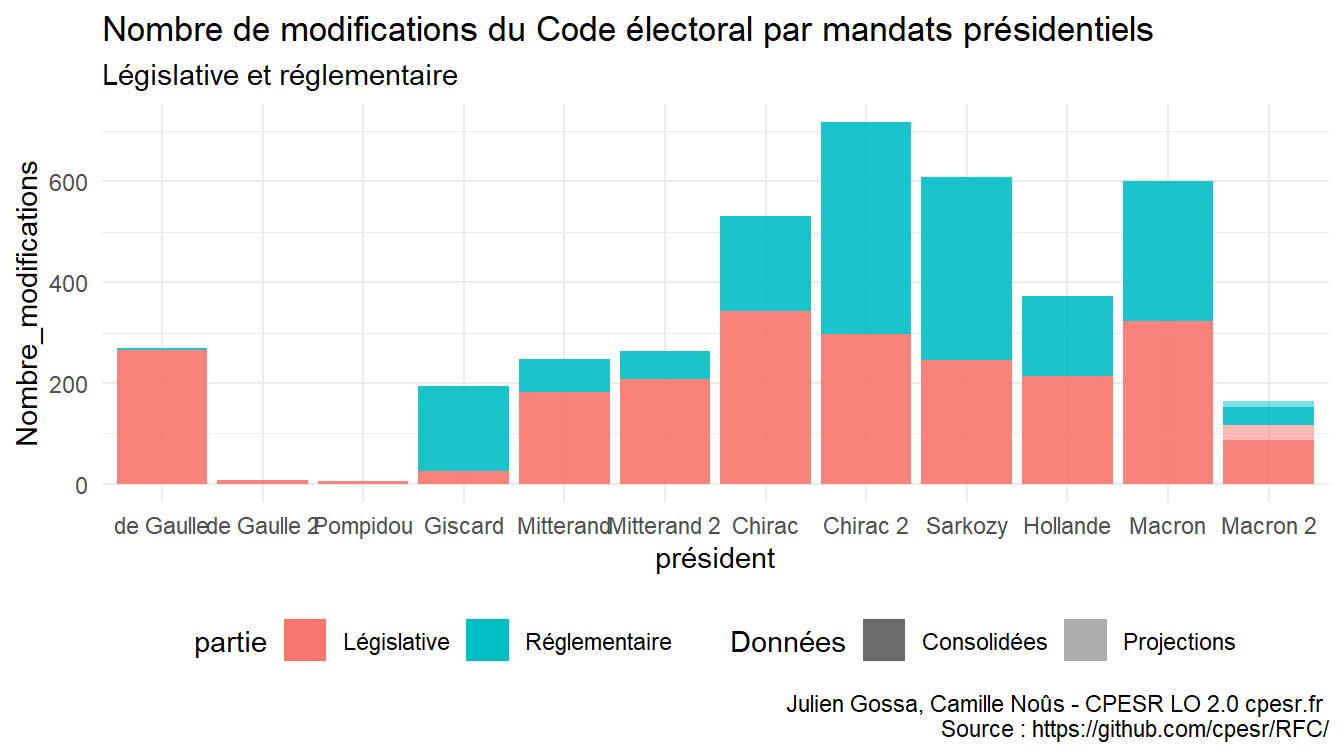 Nombre de modifications du Code électoral par mandats présidentiels
Législative et réglementaire
Nombre_modifications
600
400
200
0
de Gaulle de Gaulle 2 Pompidou Giscard Mitterand Mitterand 2 Chirac Chirac 2 Sarkozy Hollande Macron Macron 2
président
partie Législative Réglementaire Données Consolidées Projections
Julien Gossa, Camille Noûs - CPESR LO 2.0 cpesr.fr
Source : https://github.com/cpesr/RFC/